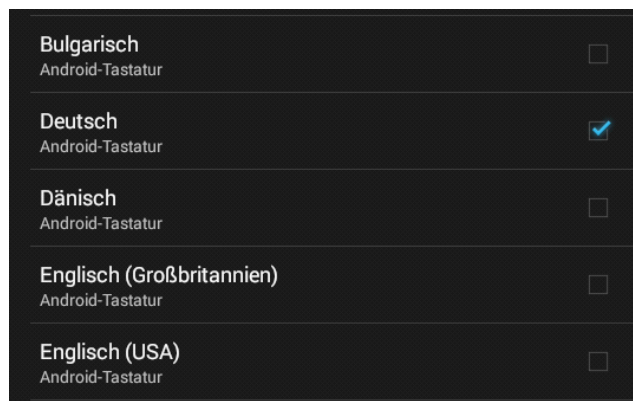 Bulgarisch
Android-Tastatur
Deutsch
Android-Tastatur
Dänisch
Android-Tastatur
Englisch (Großbritannien)
Android-Tastatur
Englisch (USA)
Android-Tastatur